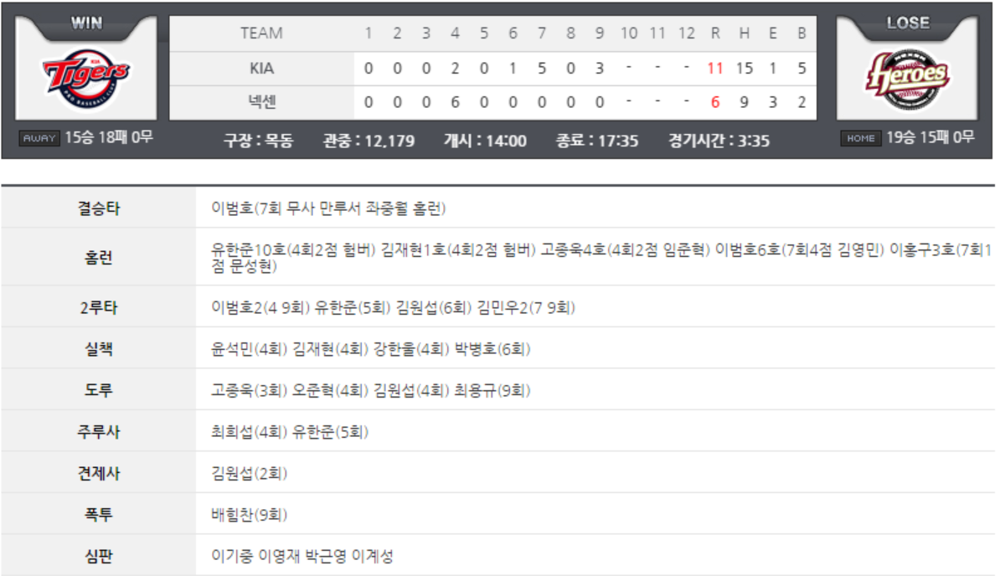 WIN
KIA
Tigers
PRO BASEBALL CLUB
AWAY 15승 18패 0무
TEAM 1 2 3 4 5 6 7 8 9 10 11 12 R H E B
KIA 0 0 0 2 0 1 5 0 3 - - - 11 15 1 5
넥센 0 0 0 6 0 0 0 0 0 - - - 6 9 3 2
구장 : 목동 관중 : 12,179 개시 : 14:00 종료 : 17:35 경기시간 : 3:35
LOSE
Heroes
HOME 19승 15패 0무
결승타 이범호(7회 무사 만루서 좌중월 홈런)
홈런 유한준10호(4회2점 험버) 김재현1호(4회2점 험버) 고종욱4호(4회2점 임준혁) 이범호6호(7회4점 김영민) 이홍구3호(7회1
점 문성현)
2루타 이범호2(4 9회) 유한준(5회) 김원섭(6회) 김민우2(7 9회)
실책 윤석민(4회) 김재현(4회) 강한울(4회) 박병호(6회)
도루 고종욱(3회) 오준혁(4회) 김원섭(4회) 최용규(9회)
주루사 최희섭(4회) 유한준(5회)
견제사 김원섭(2회)
폭투 배힘찬(9회)
심판 이기중 이영재 박근영 이계성